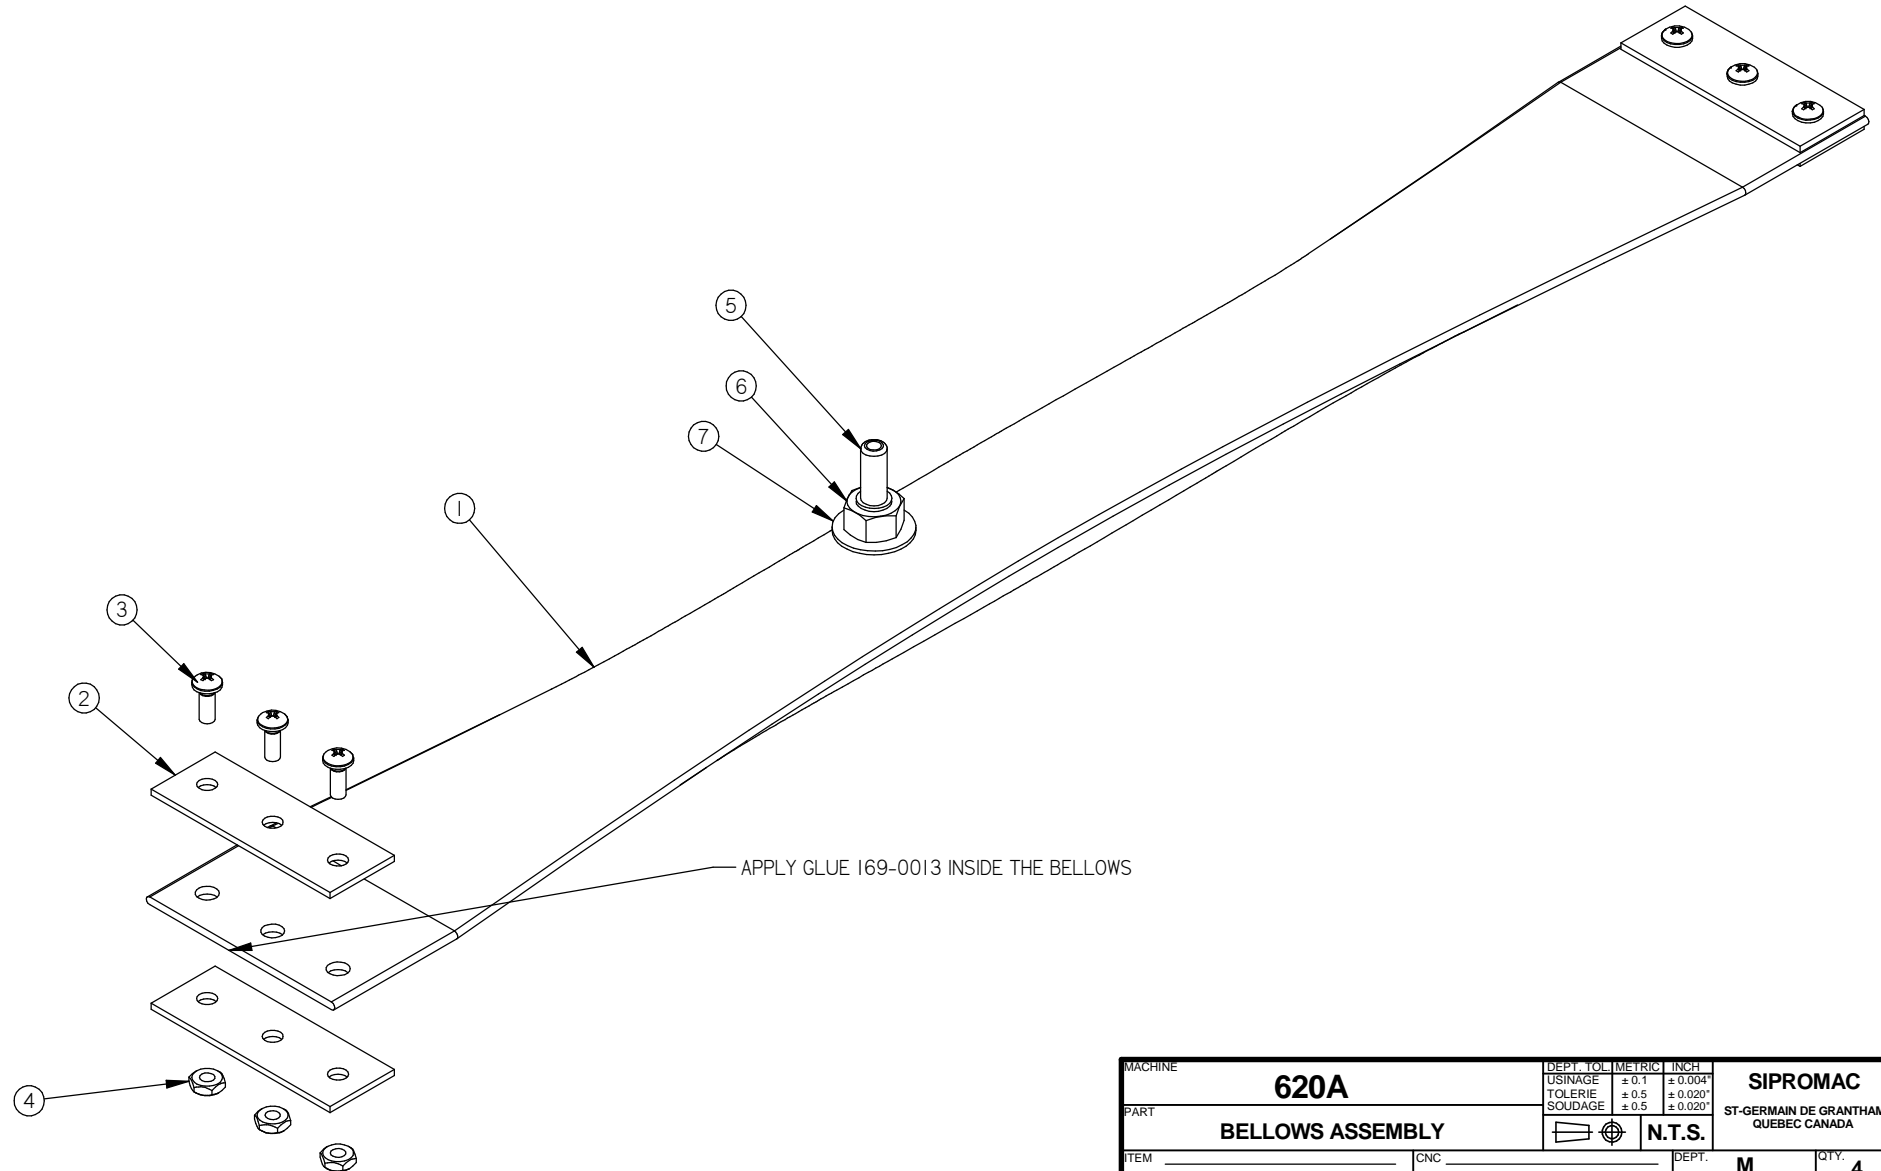 5
6
7
1
3
2
APPLY GLUE 169-0013 INSIDE THE BELLOWS
4
MACHINE
620A
PART
BELLOWS ASSEMBLY
DEPT. TOL. METRIC INCH
USINAGE ± 0.1 ± 0.004"
TOLERIE ± 0.5 ± 0.020"
SOUDAGE ± 0.5 ± 0.020"
N.T.S.
SIPROMAC
ST-GERMAIN DE GRANTHAM
QUEBEC CANADA
ITEM
CNC
DEPT.
M
QTY.
4